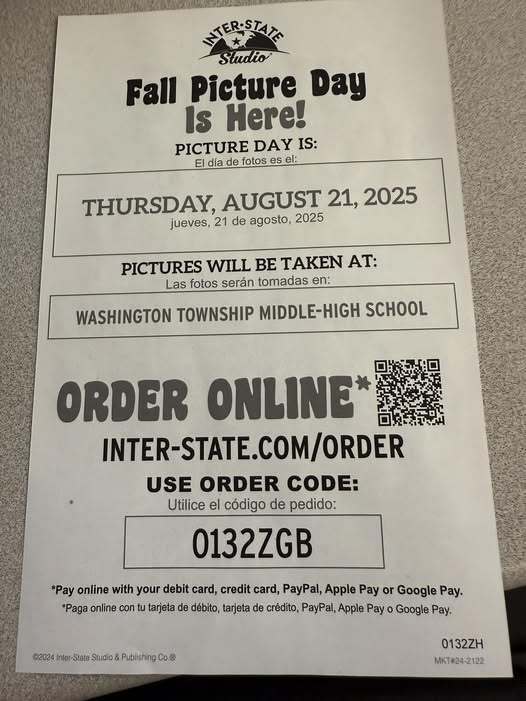 INTER-STATE
Studio
Fall Picture Day
Is Here!
PICTURE DAY IS:
El día de fotos es el:
THURSDAY, AUGUST 21, 2025
jueves, 21 de agosto, 2025
PICTURES WILL BE TAKEN AT:
Las fotos serán tomadas en:
WASHINGTON TOWNSHIP MIDDLE-HIGH SCHOOL
ORDER ONLINE*
INTER-STATE.COM/ORDER
USE ORDER CODE:
Utilice el código de pedido:
0132ZGB
*Pay online with your debit card, credit card, PayPal, Apple Pay or Google Pay.
*Paga online con tu tarjeta de débito, tarjeta de crédito, PayPal, Apple Pay o Google Pay.
0132ZH
©2024 Inter-State Studio & Publishing Co.®
MKT#24-2122